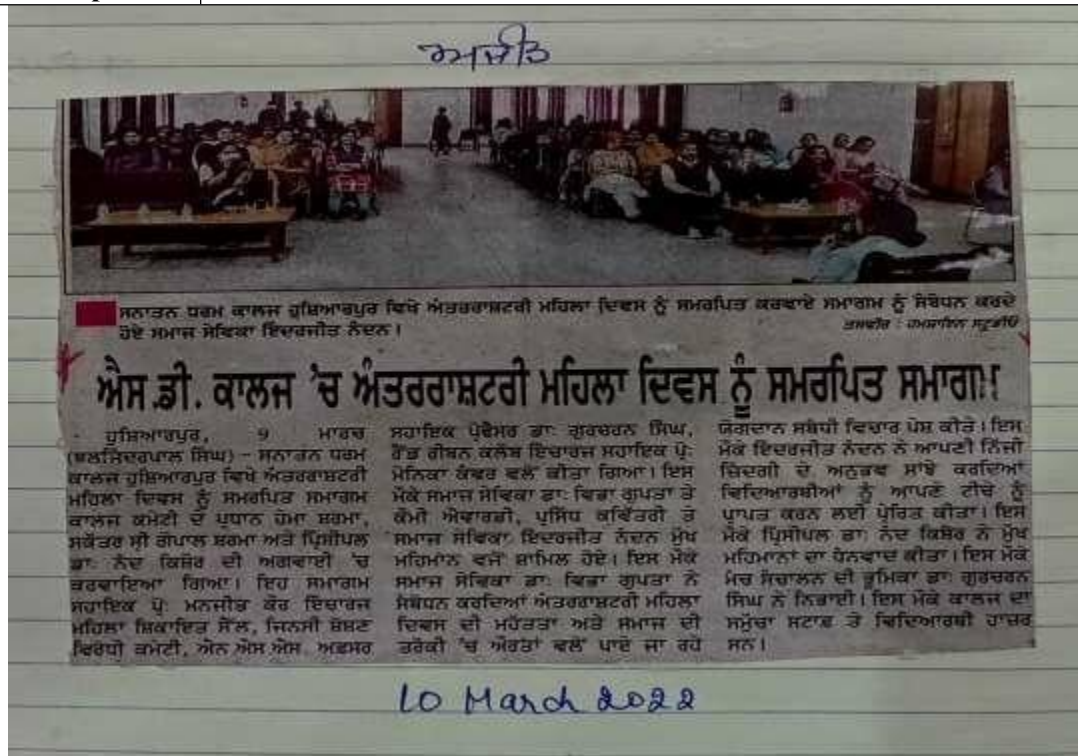 ਅਜੀਤ
ਸਨਾਤਨ ਧਰਮ ਕਾਲਜ ਹੁਸ਼ਿਆਰਪੁਰ ਵਿਖੇ ਅੰਤਰਰਾਸ਼ਟਰੀ ਮਹਿਲਾ ਦਿਵਸ ਨੂੰ ਸਮਰਪਿਤ ਕਰਵਾਏ ਸਮਾਗਮ ਨੂੰ ਸੰਬੋਧਨ ਕਰਦੇ
ਹੋਏ ਸਮਾਜ ਸੇਵਿਕਾ ਇੰਦਰਜੀਤ ਨੰਦਨ।
ਤਸਵੀਰ :
ਐਸ.ਡੀ. ਕਾਲਜ 'ਚ ਅੰਤਰਰਾਸ਼ਟਰੀ ਮਹਿਲਾ ਦਿਵਸ ਨੂੰ ਸਮਰਪਿਤ ਸਮਾਗਮ
ਹੁਸ਼ਿਆਰਪੁਰ, 9 ਮਾਰਚ
(ਬਲਜਿੰਦਰਪਾਲ ਸਿੰਘ) - ਸਨਾਤਨ ਧਰਮ
ਕਾਲਜ ਹੁਸ਼ਿਆਰਪੁਰ ਵਿਖੇ ਅੰਤਰਰਾਸ਼ਟਰੀ
ਮਹਿਲਾ ਦਿਵਸ ਨੂੰ ਸਮਰਪਿਤ ਸਮਾਗਮ
ਕਾਲਜ ਕਮੇਟੀ ਦੇ ਪ੍ਰਧਾਨ ਹੇਮਾ ਸ਼ਰਮਾ,
ਸਕੱਤਰ ਸ੍ਰੀ ਗੋਪਾਲ ਸ਼ਰਮਾ ਅਤੇ ਪ੍ਰਿੰਸੀਪਲ
ਡਾ: ਨੰਦ ਕਿਸ਼ੋਰ ਦੀ ਅਗਵਾਈ 'ਚ
ਕਰਵਾਇਆ ਗਿਆ। ਇਹ ਸਮਾਗਮ
ਸਹਾਇਕ ਪ੍ਰੋ: ਮਨਜੀਤ ਕੌਰ ਇੰਚਾਰਜ
ਮਹਿਲਾ ਸ਼ਿਕਾਇਤ ਸੈੱਲ, ਜਿਨਸੀ ਸ਼ੋਸ਼ਣ
ਵਿਰੋਧੀ ਕਮੇਟੀ, ਐਨ.ਐਸ.ਐਸ. ਅਫ਼ਸਰ
ਸਹਾਇਕ ਪ੍ਰੋਫੈਸਰ ਡਾ: ਗੁਰਚਰਨ ਸਿੰਘ,
ਰੈੱਡ ਰੀਬਨ ਕਲੱਬ ਇੰਚਾਰਜ ਸਹਾਇਕ ਪ੍ਰੋ:
ਮੋਨਿਕਾ ਕੰਵਰ ਵਲੋਂ ਕੀਤਾ ਗਿਆ। ਇਸ
ਮੌਕੇ ਸਮਾਜ ਸੇਵਿਕਾ ਡਾ: ਵਿਭਾ ਗੁਪਤਾ ਤੇ
ਕੌਮੀ ਐਵਾਰਡੀ, ਪ੍ਰਸਿੱਧ ਕਵਿੱਤਰੀ ਤੇ
ਸਮਾਜ ਸੇਵਿਕਾ ਇੰਦਰਜੀਤ ਨੰਦਨ ਮੁੱਖ
ਮਹਿਮਾਨ ਵਜੋਂ ਸ਼ਾਮਿਲ ਹੋਏ। ਇਸ ਮੌਕੇ
ਸਮਾਜ ਸੇਵਿਕਾ ਡਾ: ਵਿਭਾ ਗੁਪਤਾ ਨੇ
ਸੰਬੋਧਨ ਕਰਦਿਆਂ ਅੰਤਰਰਾਸ਼ਟਰੀ ਮਹਿਲਾ
ਦਿਵਸ ਦੀ ਮਹੱਤਤਾ ਅਤੇ ਸਮਾਜ ਦੀ
ਤਰੱਕੀ 'ਚ ਔਰਤਾਂ ਵਲੋਂ ਪਾਏ ਜਾ ਰਹੇ
ਯੋਗਦਾਨ ਸਬੰਧੀ ਵਿਚਾਰ ਪੇਸ਼ ਕੀਤੇ। ਇਸ
ਮੌਕੇ ਇੰਦਰਜੀਤ ਨੰਦਨ ਨੇ ਆਪਣੀ ਨਿੱਜੀ
ਜ਼ਿੰਦਗੀ ਦੇ ਅਨੁਭਵ ਸਾਂਝੇ ਕਰਦਿਆਂ
ਵਿਦਿਆਰਥੀਆਂ ਨੂੰ ਆਪਣੇ ਟੀਚੇ ਨੂੰ
ਪ੍ਰਾਪਤ ਕਰਨ ਲਈ ਪ੍ਰੇਰਿਤ ਕੀਤਾ। ਇਸ
ਮੌਕੇ ਪ੍ਰਿੰਸੀਪਲ ਡਾ: ਨੰਦ ਕਿਸ਼ੋਰ ਨੇ ਮੁੱਖ
ਮਹਿਮਾਨਾਂ ਦਾ ਧੰਨਵਾਦ ਕੀਤਾ। ਇਸ ਮੌਕੇ
ਮੰਚ ਸੰਚਾਲਨ ਦੀ ਭੂਮਿਕਾ ਡਾ: ਗੁਰਚਰਨ
ਸਿੰਘ ਨੇ ਨਿਭਾਈ। ਇਸ ਮੌਕੇ ਕਾਲਜ ਦਾ
ਸਮੁੱਚਾ ਸਟਾਫ਼ ਤੇ ਵਿਦਿਆਰਥੀ ਹਾਜ਼ਰ
ਸਨ।
10 March 2022